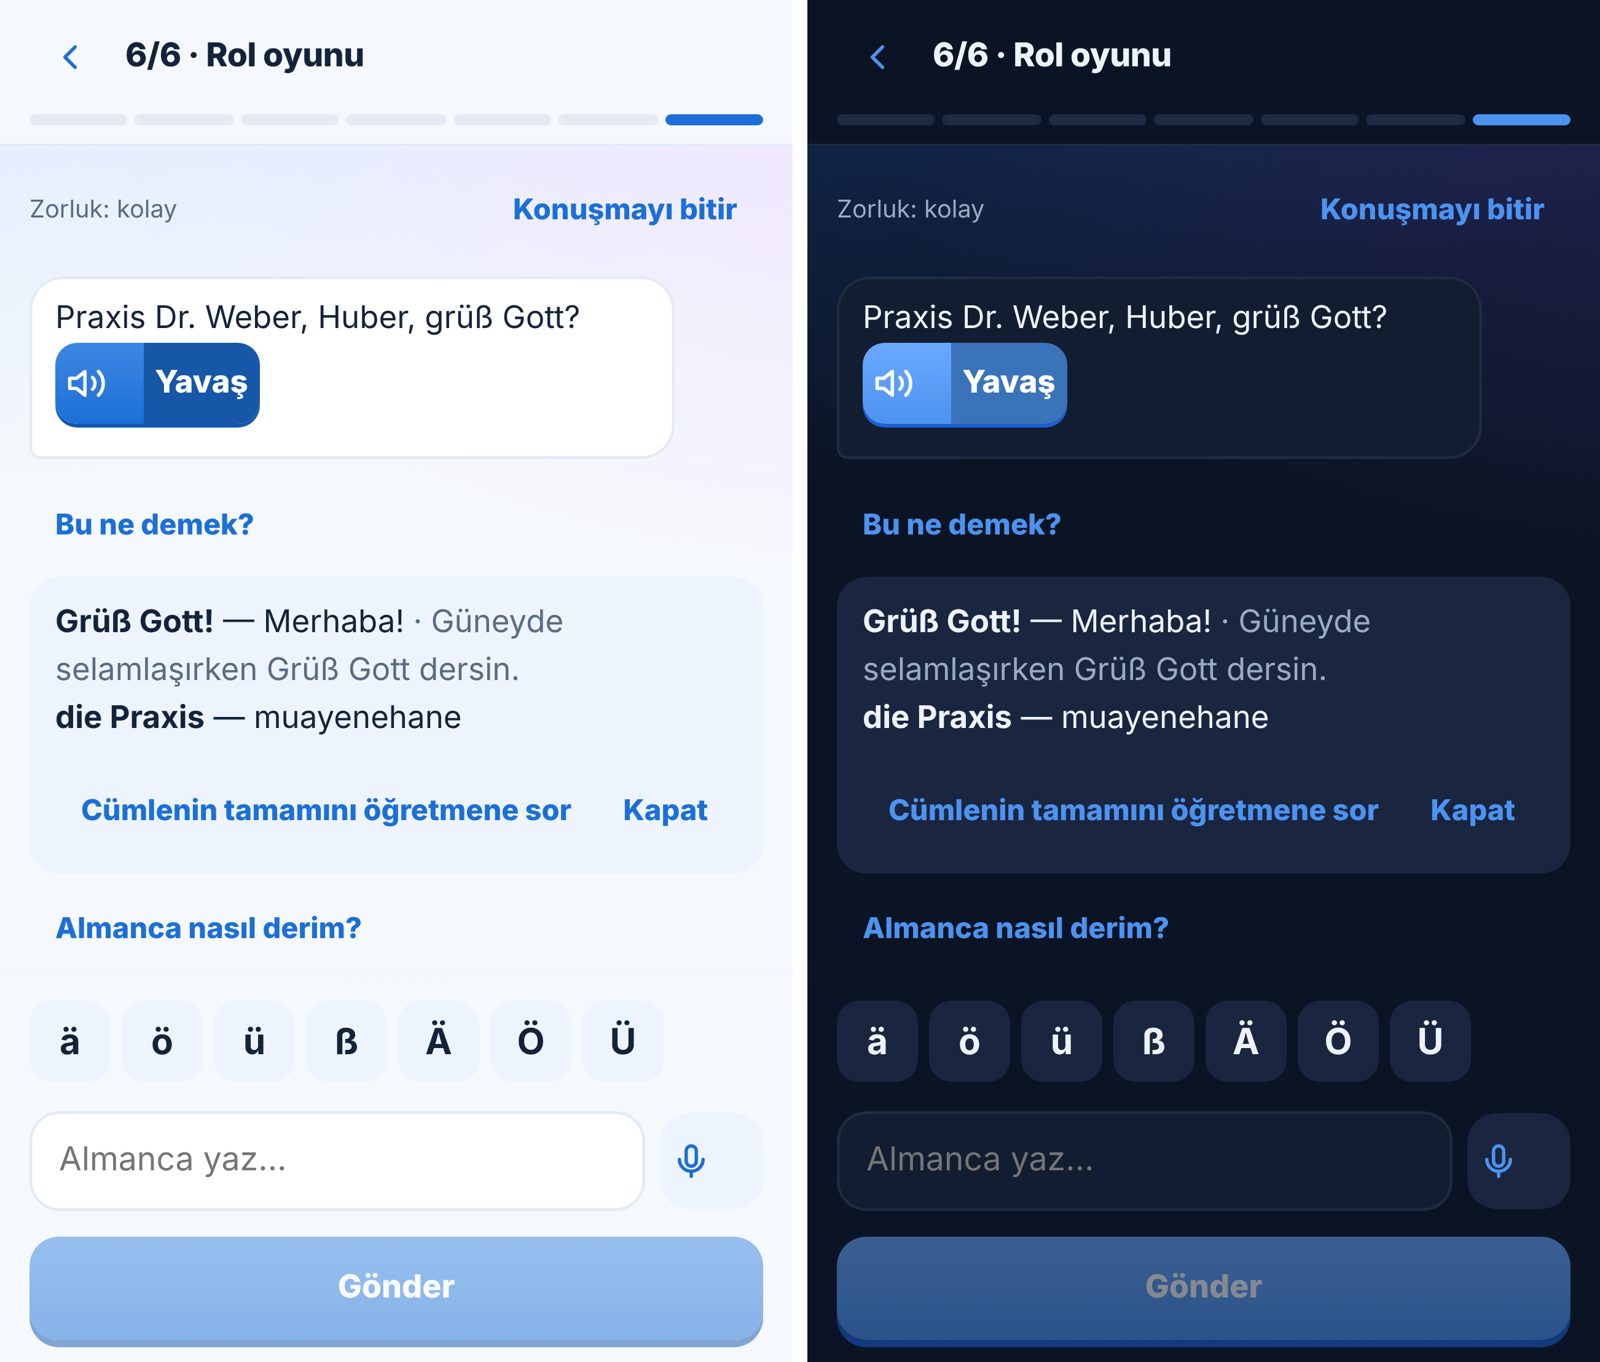 6/6 · Rol oyunu
Zorluk: kolay
Konuşmayı bitir
Praxis Dr. Weber, Huber, grüß Gott?
Yavaş
Bu ne demek?
Grüß Gott! — Merhaba! · Güneyde
selamlaşırken Grüß Gott dersin.
die Praxis — muayenehane
Cümlenin tamamını öğretmene sor
Kapat
Almanca nasıl derim?
ä ö ü ß Ä Ö Ü
Almanca yaz...
Gönder
6/6 · Rol oyunu
Zorluk: kolay
Konuşmayı bitir
Praxis Dr. Weber, Huber, grüß Gott?
Yavaş
Bu ne demek?
Grüß Gott! — Merhaba! · Güneyde
selamlaşırken Grüß Gott dersin.
die Praxis — muayenehane
Cümlenin tamamını öğretmene sor
Kapat
Almanca nasıl derim?
ä ö ü ß Ä Ö Ü
Almanca yaz...
Gönder